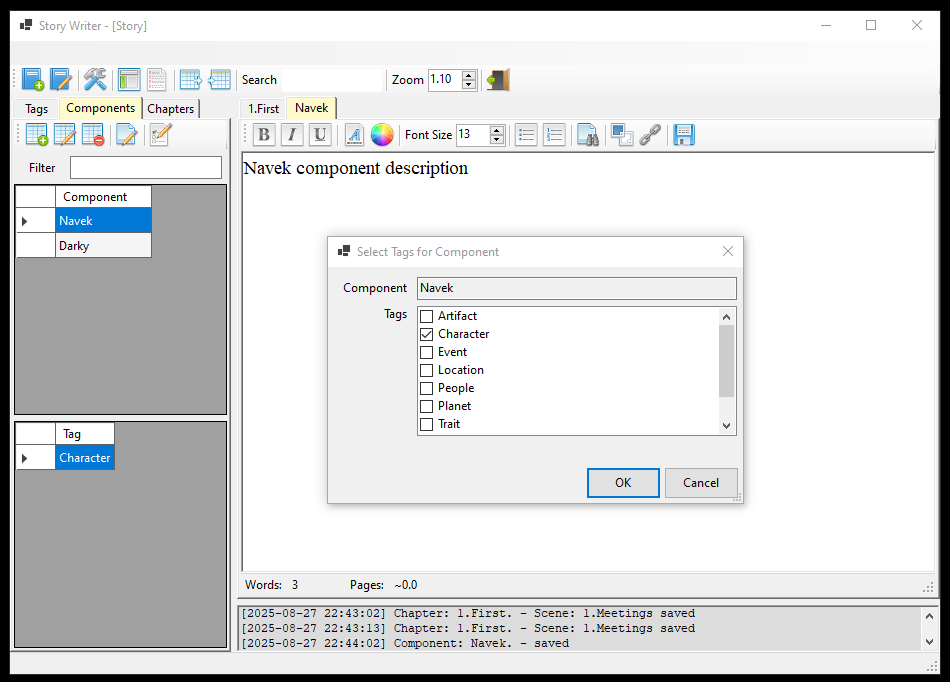 Story Writer - [Story]
Search
Zoom 1.10
Tags Components Chapters
1.First Navek
B I U A Font Size 13
Filter
Navek component description
Component
Navek
Darky
Select Tags for Component
Component Navek
Tags
Artifact
Character
Event
Location
People
Planet
Trait
OK Cancel
Tag
Character
Words: 3 Pages: ~0.0
[2025-08-27 22:43:02] Chapter: 1.First. - Scene: 1.Meetings saved
[2025-08-27 22:43:13] Chapter: 1.First. - Scene: 1.Meetings saved
[2025-08-27 22:44:02] Component: Navek. - saved